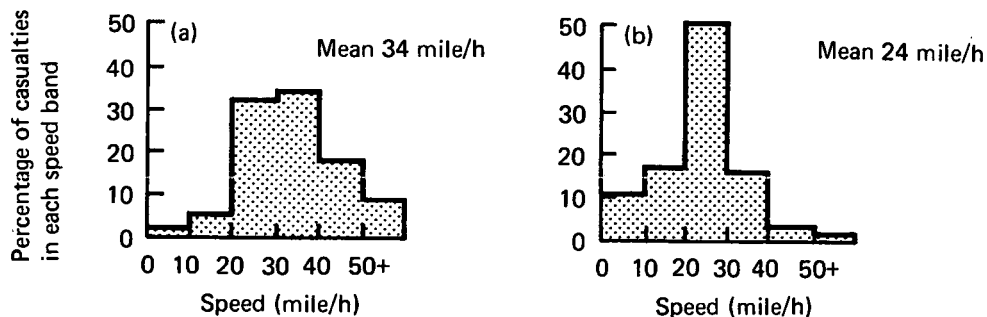 Percentage of casualties
in each speed band
(a)
Mean 34 mile/h
50
40
30
20
10
0
0 10 20 30 40 50+
Speed (mile/h)
(b)
Mean 24 mile/h
50
40
30
20
10
0
0 10 20 30 40 50+
Speed (mile/h)